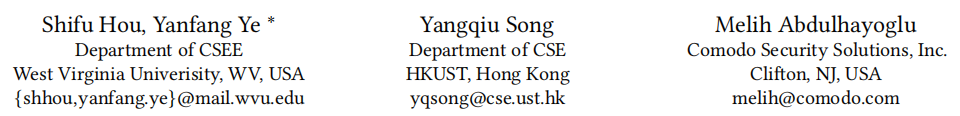 Shifu Hou, Yanfang Ye *
Department of CSEE
West Virginia Univerisity, WV, USA
{shhou,yanfang.ye}@mail.wvu.edu
Yangqiu Song
Department of CSE
HKUST, Hong Kong
yqsong@cse.ust.hk
Melih Abdulhayoglu
Comodo Security Solutions, Inc.
Clifton, NJ, USA
melih@comodo.com